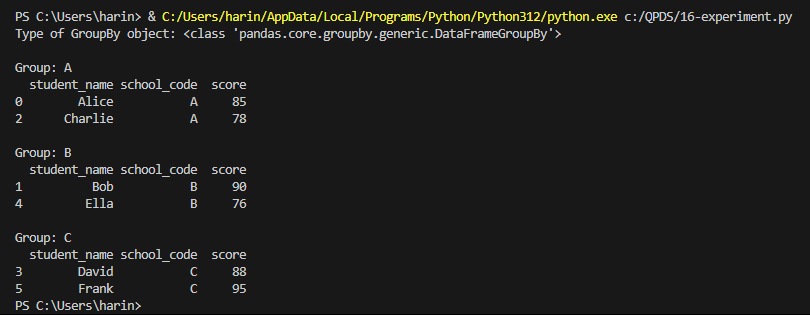 PS C:\Users\harin> & C:/Users/harin/AppData/Local/Programs/Python/Python312/python.exe c:/QPDS/16-experiment.py
Type of GroupBy object: <class 'pandas.core.groupby.generic.DataFrameGroupBy'>

Group: A
  student_name school_code  score
0        Alice           A     85
2      Charlie           A     78

Group: B
  student_name school_code  score
1          Bob           B     90
4         Ella           B     76

Group: C
  student_name school_code  score
3        David           C     88
5        Frank           C     95
PS C:\Users\harin>